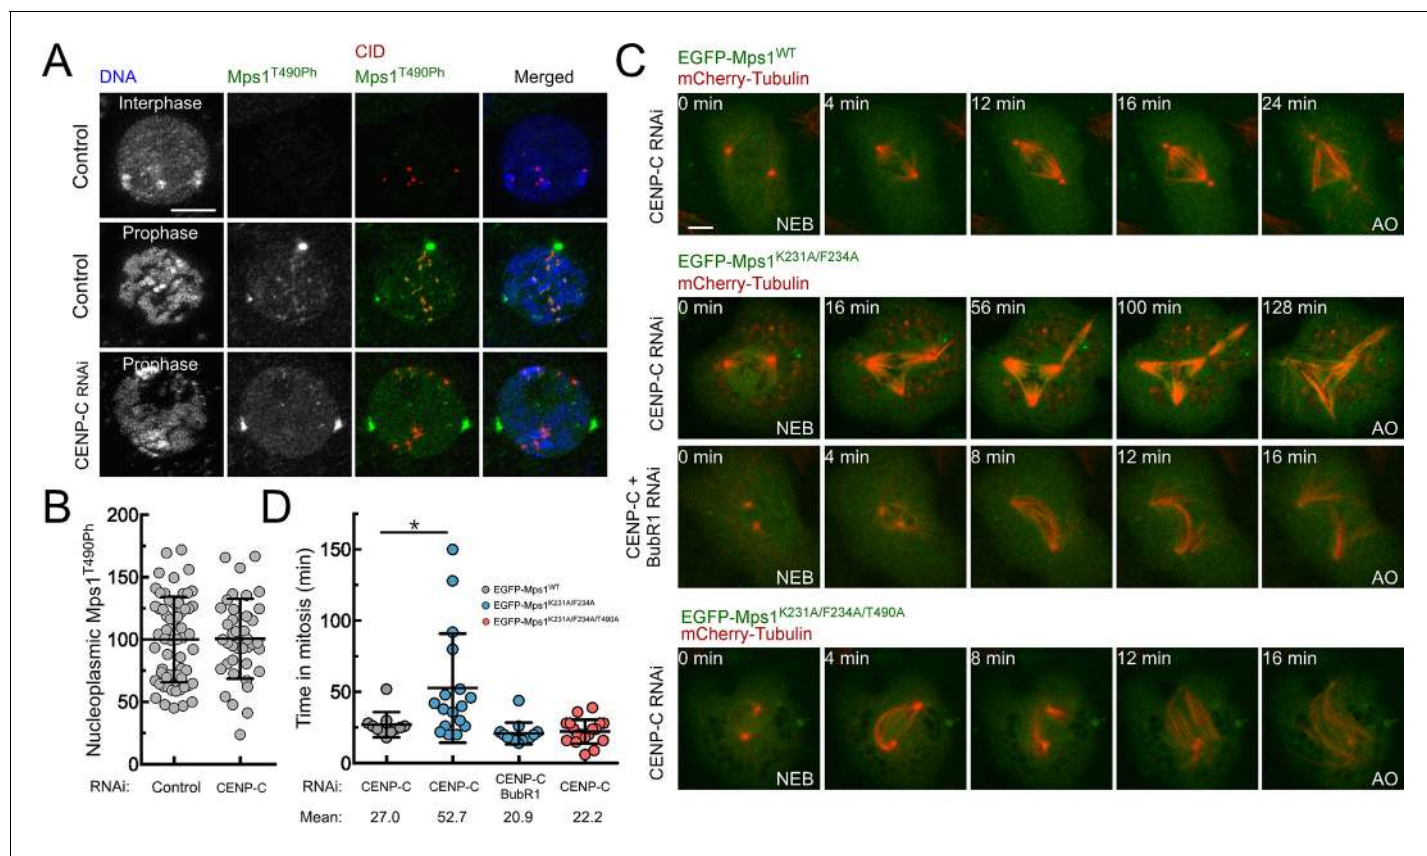 A
CID
DNA
Mps1T490Ph
Mps1T490Ph
Merged
Control
Interphase
Control
Prophase
CENP-C RNAi
Prophase
B
Nucleoplasmic Mps1T490Ph
200
150
100
50
0
RNAi:
Control
CENP-C
D
Time in mitosis (min)
150
100
50
0
*
EGFP-Mps1WT
EGFP-Mps1K231A/F234A
EGFP-Mps1K231A/F234A/T490A
RNAi:
CENP-C
CENP-C
CENP-C
BubR1
CENP-C
Mean:
27.0
52.7
20.9
22.2
C
EGFP-Mps1WT
mCherry-Tubulin
CENP-C RNAi
0 min
4 min
12 min
16 min
24 min
NEB
AO
EGFP-Mps1K231A/F234A
mCherry-Tubulin
CENP-C RNAi
0 min
16 min
56 min
100 min
128 min
NEB
AO
CENP-C +
BubR1 RNAi
0 min
4 min
8 min
12 min
16 min
NEB
AO
EGFP-Mps1K231A/F234A/T490A
mCherry-Tubulin
CENP-C RNAi
0 min
4 min
8 min
12 min
16 min
NEB
AO